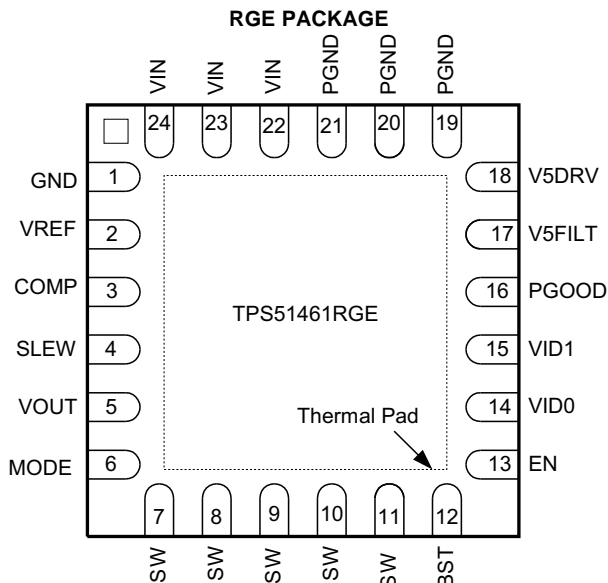 RGE PACKAGE
VIN VIN VIN PGND PGND PGND
24 23 22 21 20 19
GND 1 18 V5DRV
VREF 2 17 V5FILT
COMP 3 16 PGOOD
TPS51461RGE
SLEW 4 15 VID1
VOUT 5 14 VID0
Thermal Pad
MODE 6 13 EN
7 8 9 10 11 12
SW SW SW SW SW BST